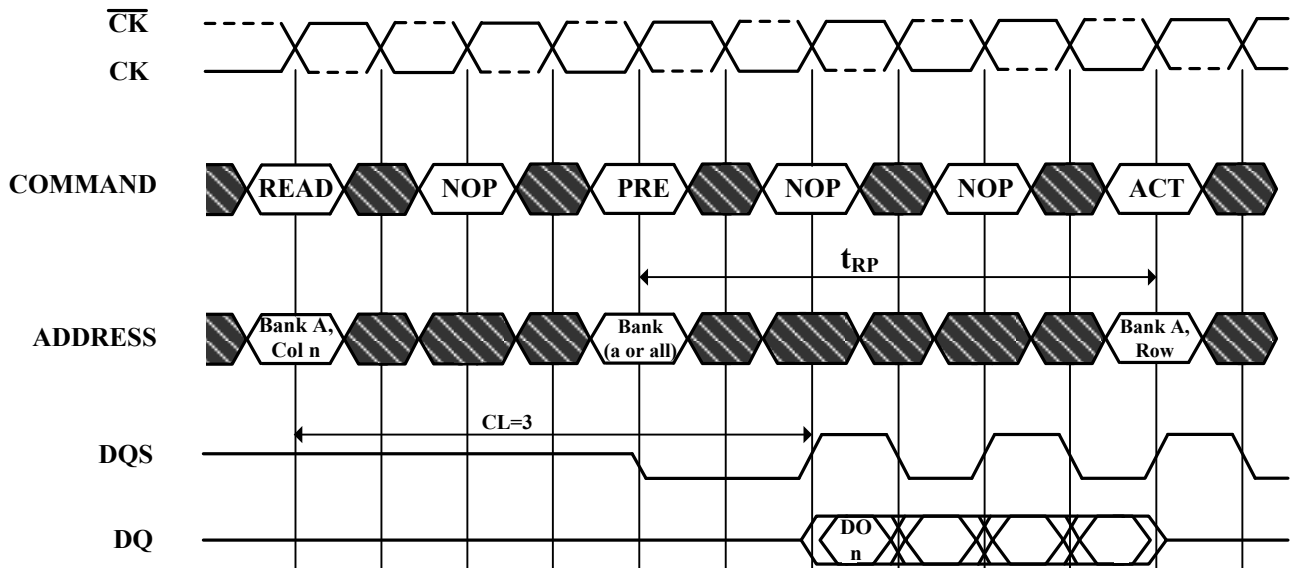 CK
CK
COMMAND
READ
NOP
PRE
NOP
NOP
ACT
tRP
ADDRESS
Bank A,
Col n
Bank
(a or all)
Bank A,
Row
CL=3
DQS
DQ
DO
n